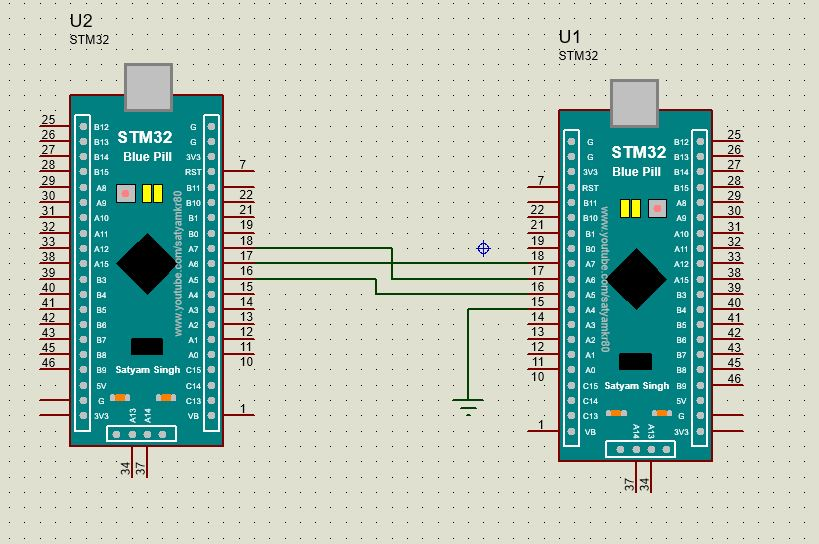 U2
STM32
25 B12 G
26 B13 G
27 B14 3V3
28 B15 RST 7
29 A8 B11
30 A9 B10 22
31 A10 B1 21
32 A11 B0 19
33 A12 A7 18
38 A15 A6 17
39 B3 A5 16
40 B4 A4 15
41 B5 A3 14
42 B6 A2 13
43 B7 A1 12
45 B8 A0 11
46 B9 C15 10
5V C14
G C13
3V3 VB 1
STM32
Blue Pill
www.youtube.com/satyamkr80
Satyam Singh
A13 A14
34 37
U1
STM32
G B12 25
G B13 26
3V3 B14 27
7 RST B15 28
B11 A8 29
22 B10 A9 30
21 B1 A10 31
19 B0 A11 32
18 A7 A12 33
17 A6 A15 38
16 A5 B3 39
15 A4 B4 40
14 A3 B5 41
13 A2 B6 42
12 A1 B7 43
11 A0 B8 45
10 C15 B9 46
C14 5V
C13 G
1 VB 3V3
STM32
Blue Pill
www.youtube.com/satyamkr80
Satyam Singh
A14 A13
37 34